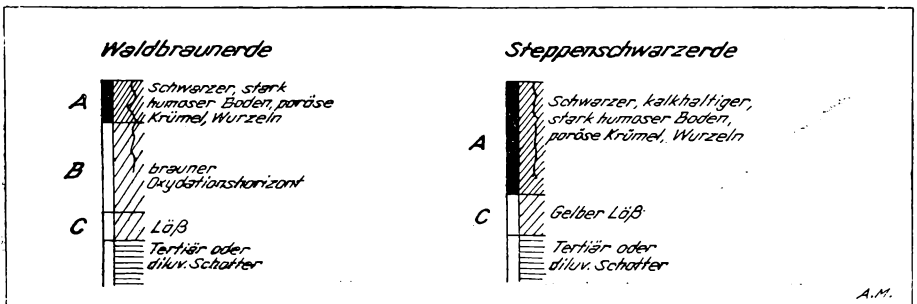 Waldbraunerde
A
Schwarzer, stark
humoser Boden, poröse
Krümel, Wurzeln
B
brauner
Oxydationshorizont
C
Löß
Tertiär oder
diluv. Schotter
Steppenschwarzerde
A
Schwarzer, kalkhaltiger,
stark humoser Boden,
poröse Krümel, Wurzeln
C
Gelber Löß
Tertiär oder
diluv. Schotter
A.M.